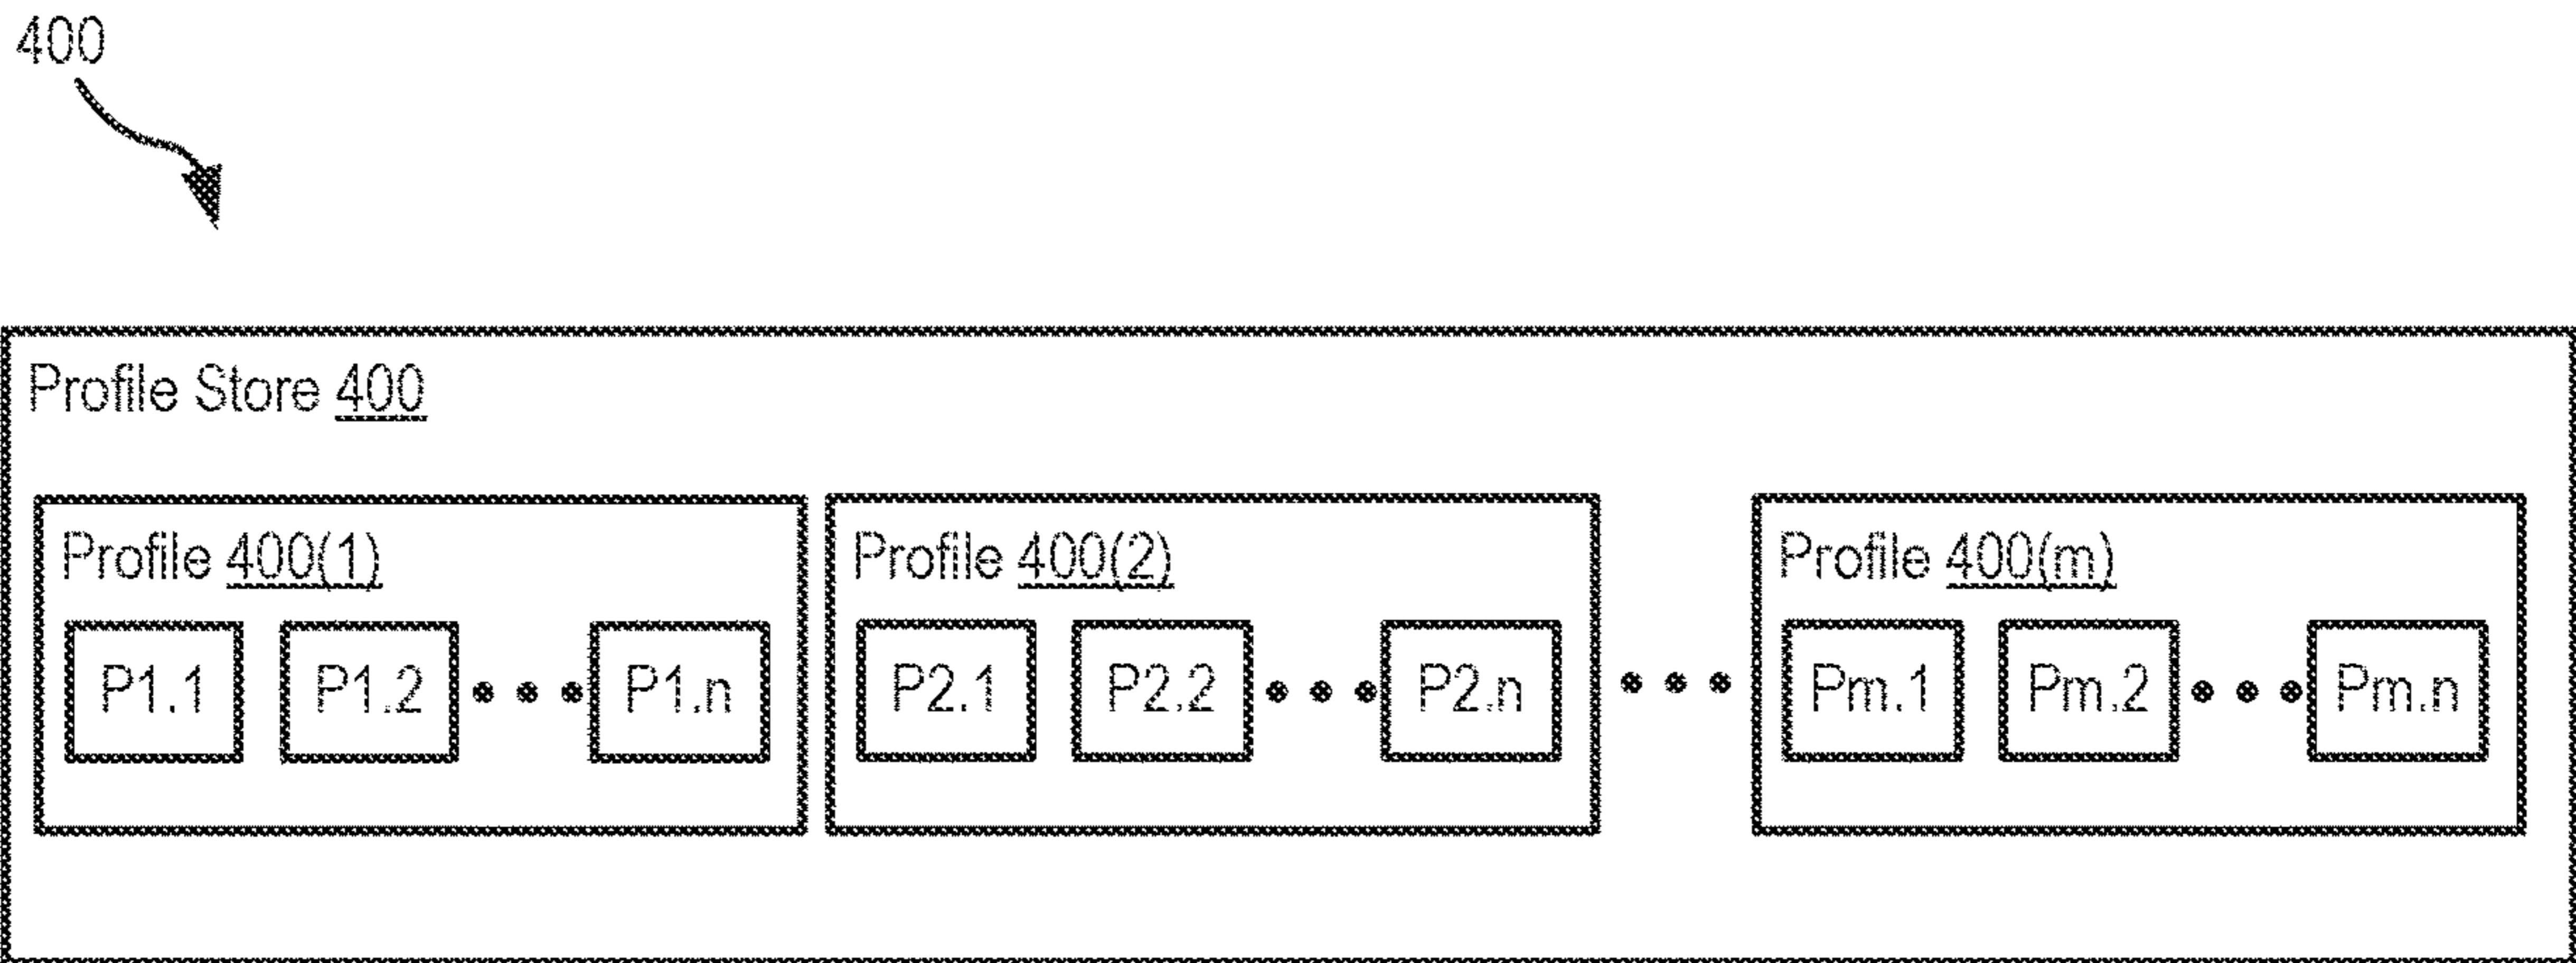 400
Profile Store 400
Profile 400(1) Profile 400(2) Profile 400(m)
P1.1 P1.2 P1.n P2.1 P2.2 P2.n Pm.1 Pm.2 Pm.n